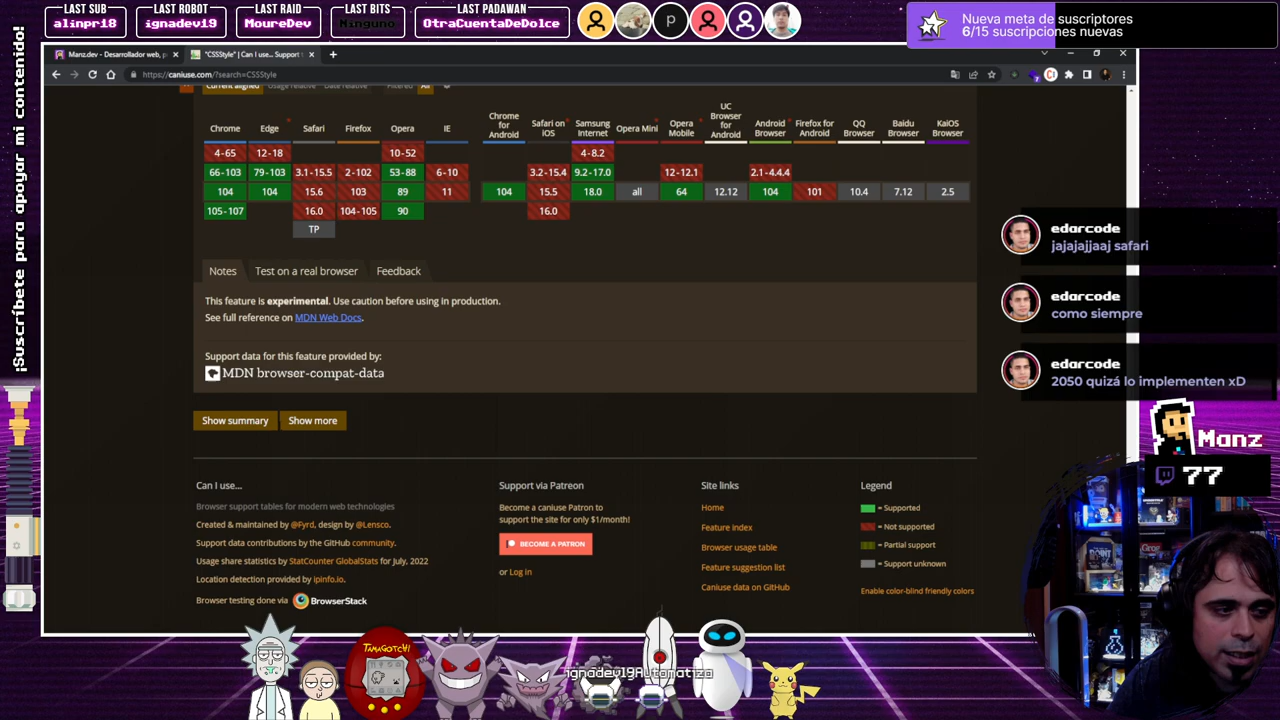 LAST SUB
alinpr18
LAST ROBOT
ignadev19
LAST RAID
MoureDev
LAST BITS
Ninguno
LAST PADAWAN
OtraCuentaDeDolce
p
Nueva meta de suscriptores
6/15 suscripciones nuevas
¡Suscríbete para apoyar mi contenido!
Manz.dev - Desarrollador web, p
"CSSStyle" | Can I use... Support t
https://caniuse.com/?search=CSSStyle
Current aligned Usage relative Date relative Filtered All
Chrome Edge Safari Firefox Opera IE Chrome for Android Safari on iOS Samsung Internet Opera Mini Opera Mobile UC Browser for Android Android Browser Firefox for Android QQ Browser Baidu Browser KaiOS Browser
4-65 12-18 10-52 4-8.2
66-103 79-103 3.1-15.5 2-102 53-88 6-10 3.2-15.4 9.2-17.0 12-12.1 2.1-4.4.4
104 104 15.6 103 89 11 104 15.5 18.0 all 64 12.12 104 101 10.4 7.12 2.5
105-107 16.0 104-105 90 16.0
TP
Notes Test on a real browser Feedback
This feature is experimental. Use caution before using in production.
See full reference on MDN Web Docs.
Support data for this feature provided by:
MDN browser-compat-data
Show summary Show more
Can I use...
Browser support tables for modern web technologies
Created & maintained by @Fyrd, design by @Lensco.
Support data contributions by the GitHub community.
Usage share statistics by StatCounter GlobalStats for July, 2022
Location detection provided by ipinfo.io.
Browser testing done via BrowserStack
Support via Patreon
Become a caniuse Patron to
support the site for only $1/month!
BECOME A PATRON
or Log in
Site links
Home
Feature index
Browser usage table
Feature suggestion list
Caniuse data on GitHub
Legend
= Supported
= Not supported
= Partial support
= Support unknown
Enable color-blind friendly colors
edarcode
jajajajjaaj safari
edarcode
como siempre
edarcode
2050 quizá lo implementen xD
Manz
77
TAMAGOTCHI
ignadev19Automatiza